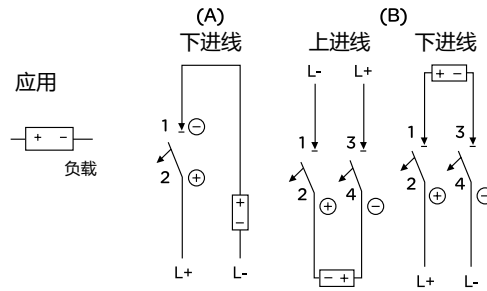 (A) (B)
下进线 上进线 下进线
L- L+
应用
+ -
负载
1 -
2 +
+
-
L+ L-
1 3
2 + 4 -
- +
+ -
1 3
2 + 4 -
L+ L-